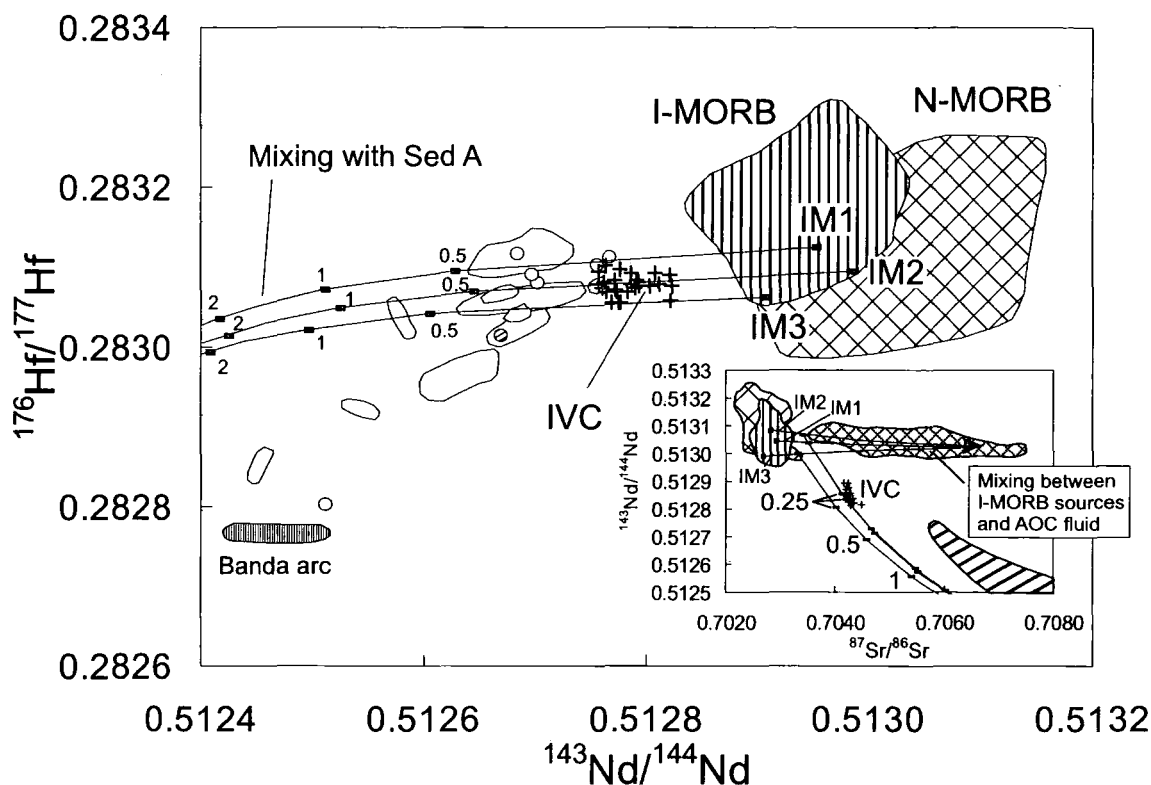 0.2834
0.2832
0.2830
0.2828
0.2826
176Hf/177Hf
I-MORB
N-MORB
Mixing with Sed A
IM1
IM2
IM3
0.5
0.5
0.5
1
1
1
2
2
2
IVC
Banda arc
0.5133
0.5132
0.5131
0.5130
0.5129
0.5128
0.5127
0.5126
0.5125
143Nd/144Nd
IM2
IM1
IM3
IVC
0.25
0.5
1
Mixing between
I-MORB sources
and AOC fluid
0.7020
0.7040
0.7060
0.7080
87Sr/86Sr
0.5124
0.5126
0.5128
0.5130
0.5132
143Nd/144Nd